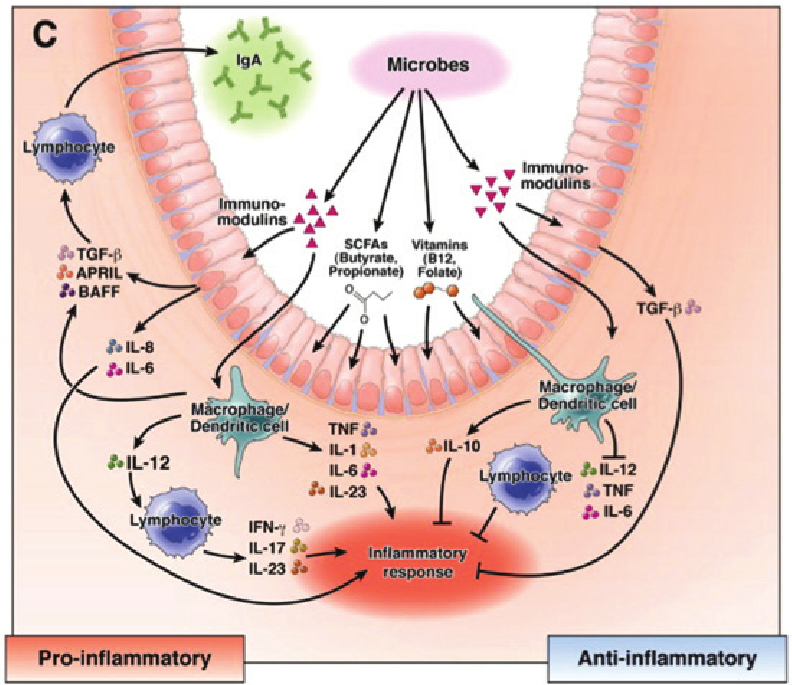 C
IgA
Microbes
Lymphocyte
Immuno-
modulins
Immuno-
modulins
SCFAs
(Butyrate,
Propionate)
O
O
Vitamins
(B12,
Folate)
TGF-β
APRIL
BAFF
TGF-β
IL-8
IL-6
Macrophage/
Dendritic cell
Macrophage/
Dendritic cell
TNF
IL-1
IL-6
IL-23
IL-10
IL-12
Lymphocyte
IL-12
TNF
IL-6
Lymphocyte
IFN-γ
IL-17
IL-23
Inflammatory
response
Pro-inflammatory
Anti-inflammatory